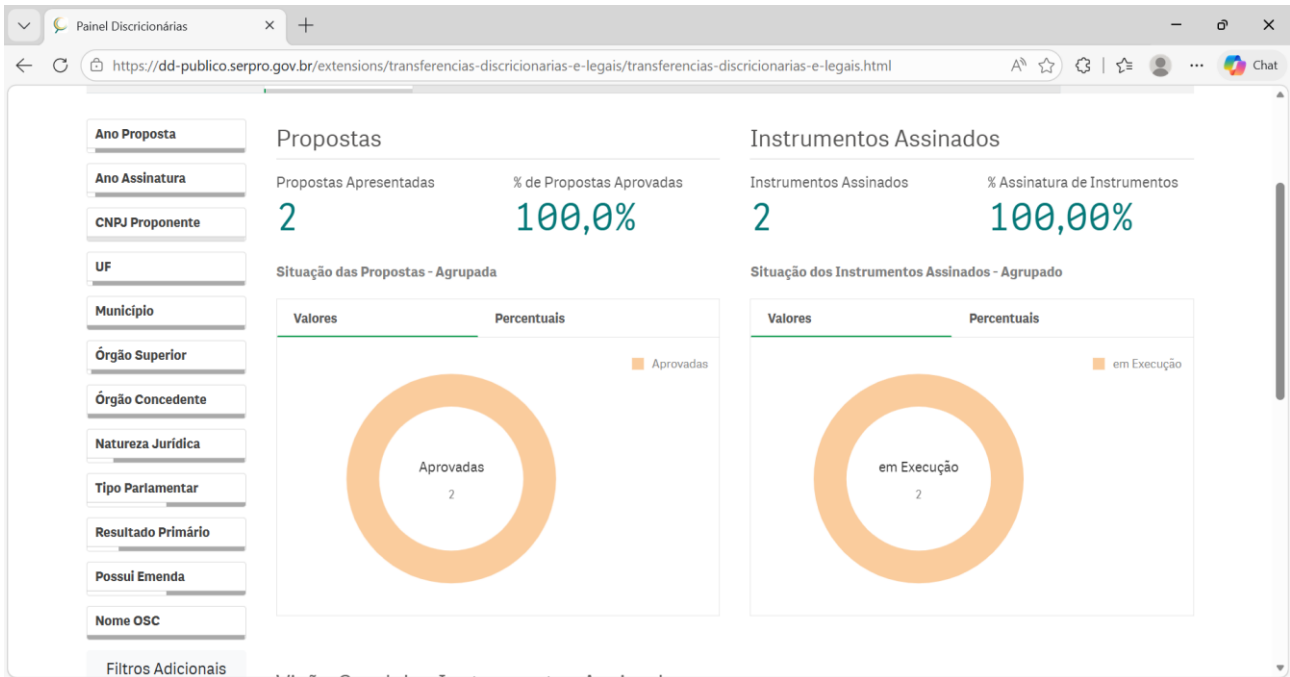 Painel Discricionárias
https://dd-publico.serpro.gov.br/extensions/transferencias-discricionarias-e-legais/transferencias-discricionarias-e-legais.html
Chat
Ano Proposta
Ano Assinatura
CNPJ Proponente
UF
Município
Órgão Superior
Órgão Concedente
Natureza Jurídica
Tipo Parlamentar
Resultado Primário
Possui Emenda
Nome OSC
Filtros Adicionais
Propostas
Propostas Apresentadas
2
% de Propostas Aprovadas
100,0%
Situação das Propostas - Agrupada
Valores Percentuais
Aprovadas
Aprovadas
2
Instrumentos Assinados
Instrumentos Assinados
2
% Assinatura de Instrumentos
100,00%
Situação dos Instrumentos Assinados - Agrupado
Valores Percentuais
em Execução
em Execução
2